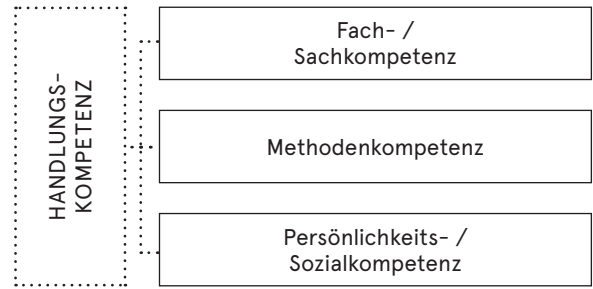 HANDLUNGS-
KOMPETENZ
Fach- /
Sachkompetenz
Methodenkompetenz
Persönlichkeits- /
Sozialkompetenz